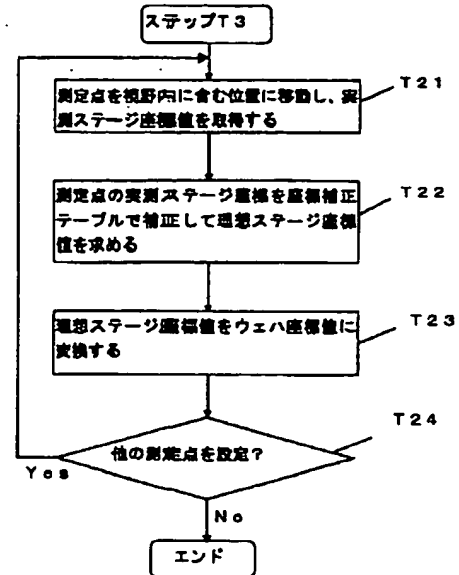 ステップT3
測定点を視野内に含む位置に移動し、実
測ステージ座標値を取得する
T21
測定点の実測ステージ座標を座標補正
テーブルで補正して理想ステージ座標
値を求める
T22
理想ステージ座標値をウェハ座標値に
変換する
T23
他の測定点を設定?
T24
Yes
No
エンド